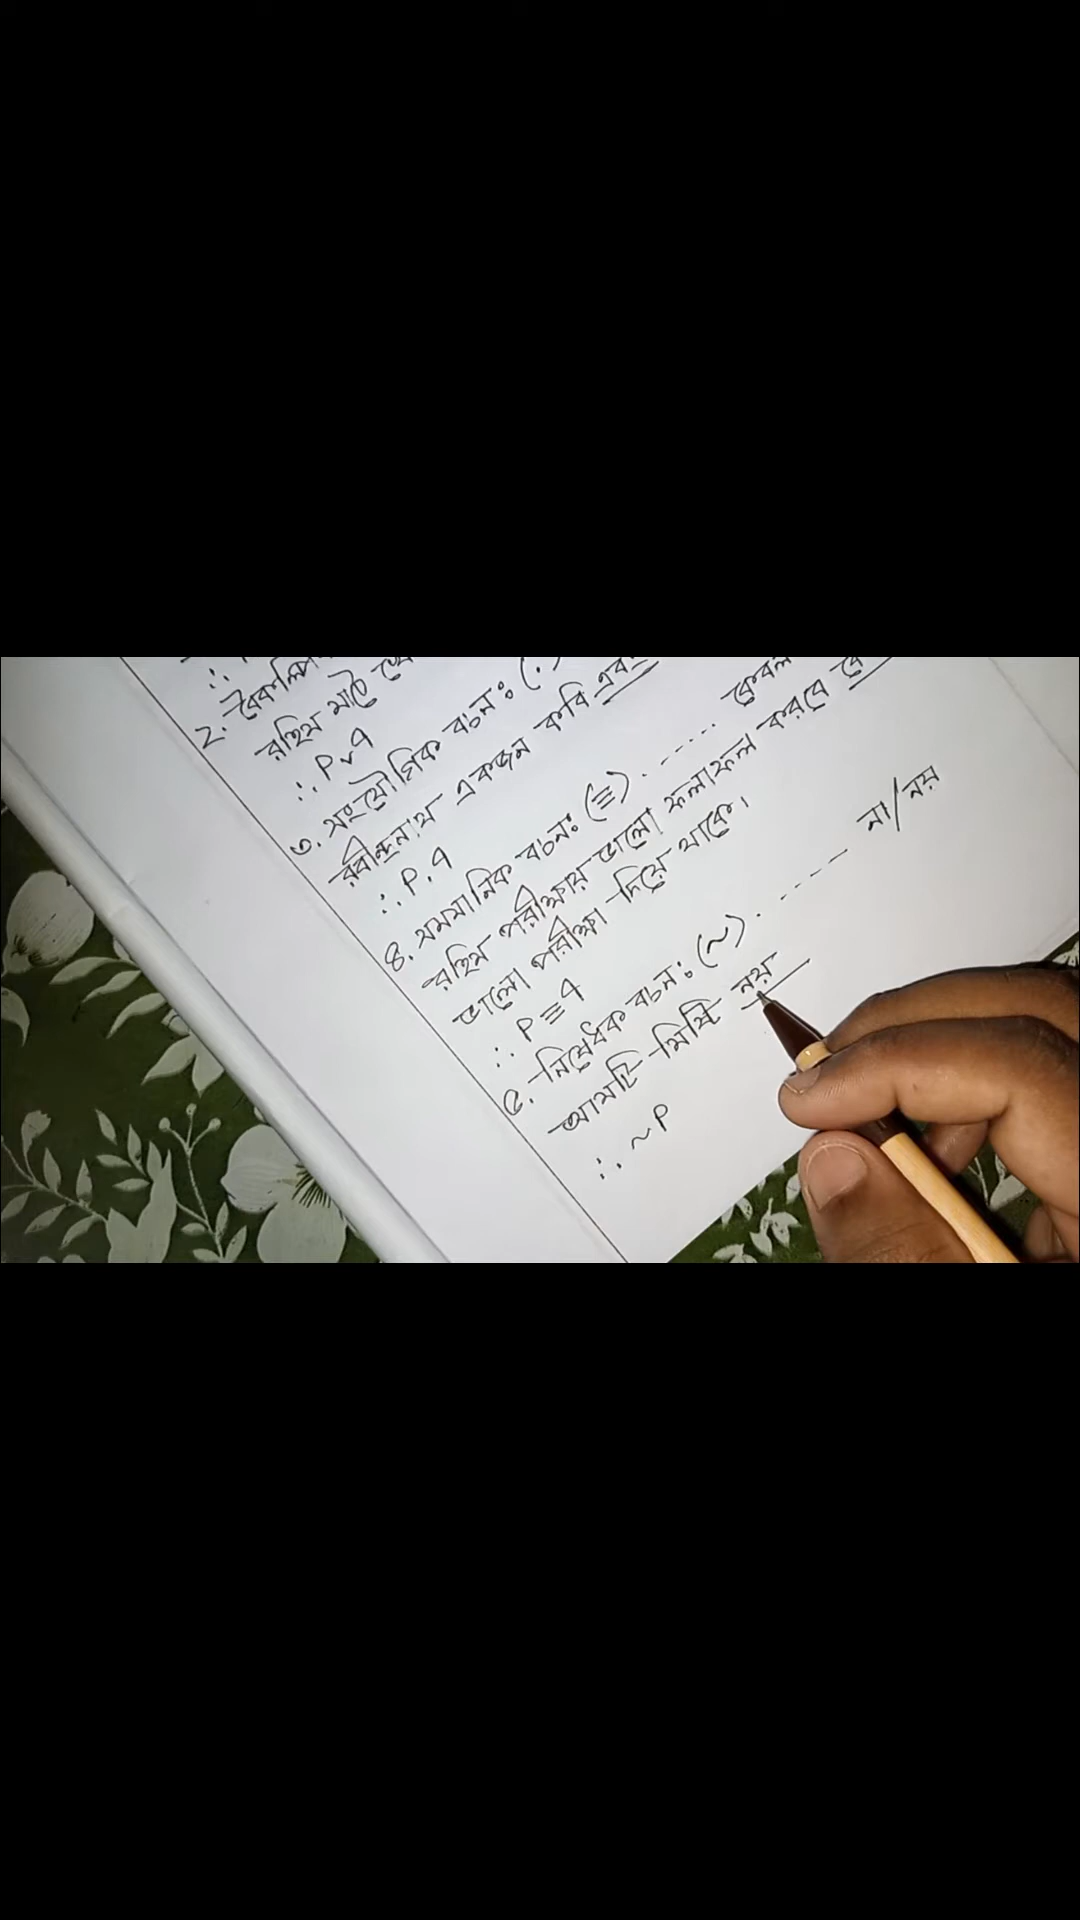 ২. বৈকল্পি
রহিম মাঠে
∴ P v q
৩. সংযৌগিক বচনঃ (.)
রবীন্দ্রনাথ একজন কবি এবং
∴ P . q
৪. সমমানিক বচনঃ (≡) . ..... কেবল
রহিম পরীক্ষায় ভালো ফলাফল করবে
ভালো পরীক্ষা দিয়ে থাকে।
∴ P ≡ q
৫. নিষেধক বচনঃ (~) . ---- না/নয়
আমটি মিষ্টি নয়
∴ ~P